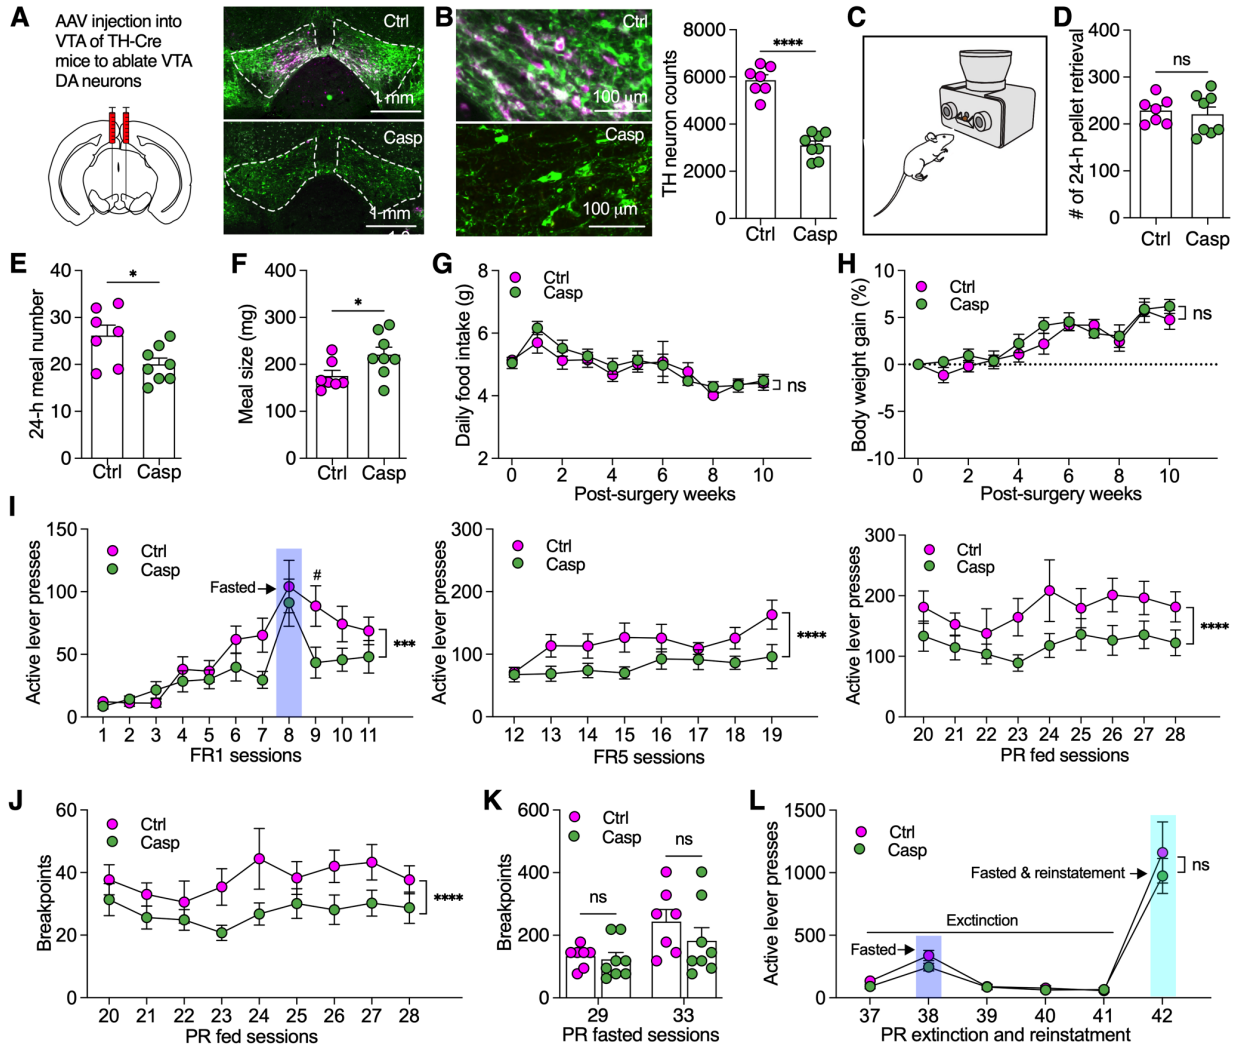 A
AAV injection into
VTA of TH-Cre
mice to ablate VTA
DA neurons
Ctrl
1 mm
Casp
1 mm
B
Ctrl
100 µm
Casp
100 µm
TH neuron counts
8000
6000
4000
2000
0
****
Ctrl Casp
C
D
# of 24-h pellet retrieval
400
300
200
100
0
ns
Ctrl Casp
E
24-h meal number
40
30
20
10
0
*
Ctrl Casp
F
Meal size (mg)
400
300
200
100
0
*
Ctrl Casp
G
Daily food intake (g)
8
6
4
2
Ctrl
Casp
ns
0 2 4 6 8 10
Post-surgery weeks
H
Body weight gain (%)
10
5
0
-5
-10
Ctrl
Casp
ns
0 2 4 6 8 10
Post-surgery weeks
I
Active lever presses
150
100
50
0
Ctrl
Casp
Fasted
#
***
1 2 3 4 5 6 7 8 9 10 11
FR1 sessions
Active lever presses
300
200
100
0
Ctrl
Casp
****
12 13 14 15 16 17 18 19
FR5 sessions
Active lever presses
300
200
100
0
Ctrl
Casp
****
20 21 22 23 24 25 26 27 28
PR fed sessions
J
Breakpoints
60
40
20
0
Ctrl
Casp
****
20 21 22 23 24 25 26 27 28
PR fed sessions
K
Breakpoints
600
400
200
0
Ctrl
Casp
ns
ns
29 33
PR fasted sessions
L
Active lever presses
1500
1000
500
0
Ctrl
Casp
Fasted & reinstatement
ns
Exctinction
Fasted
37 38 39 40 41 42
PR extinction and reinstatment